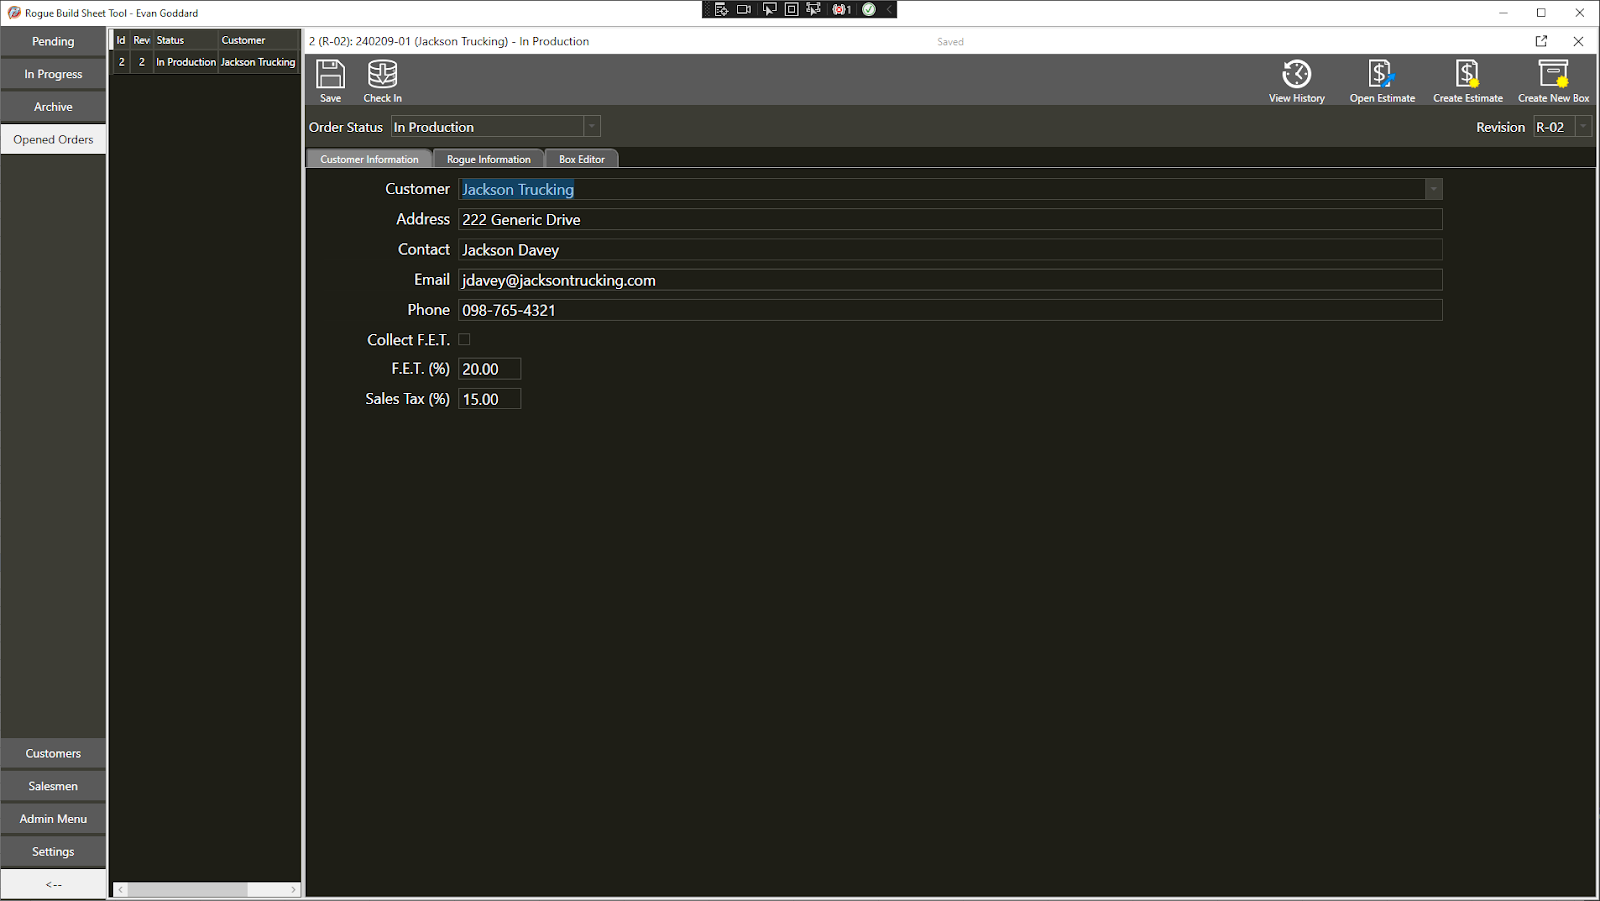 Rogue Build Sheet Tool - Evan Goddard
1
Pending
In Progress
Archive
Opened Orders
Customers
Salesmen
Admin Menu
Settings
<--
Id Rev Status Customer
2 2 In Production Jackson Trucking
2 (R-02): 240209-01 (Jackson Trucking) - In Production
Saved
Save
Check In
View History
Open Estimate
Create Estimate
Create New Box
Order Status In Production
Revision R-02
Customer Information
Rogue Information
Box Editor
Customer Jackson Trucking
Address 222 Generic Drive
Contact Jackson Davey
Email jdavey@jacksontrucking.com
Phone 098-765-4321
Collect F.E.T.
F.E.T. (%) 20.00
Sales Tax (%) 15.00